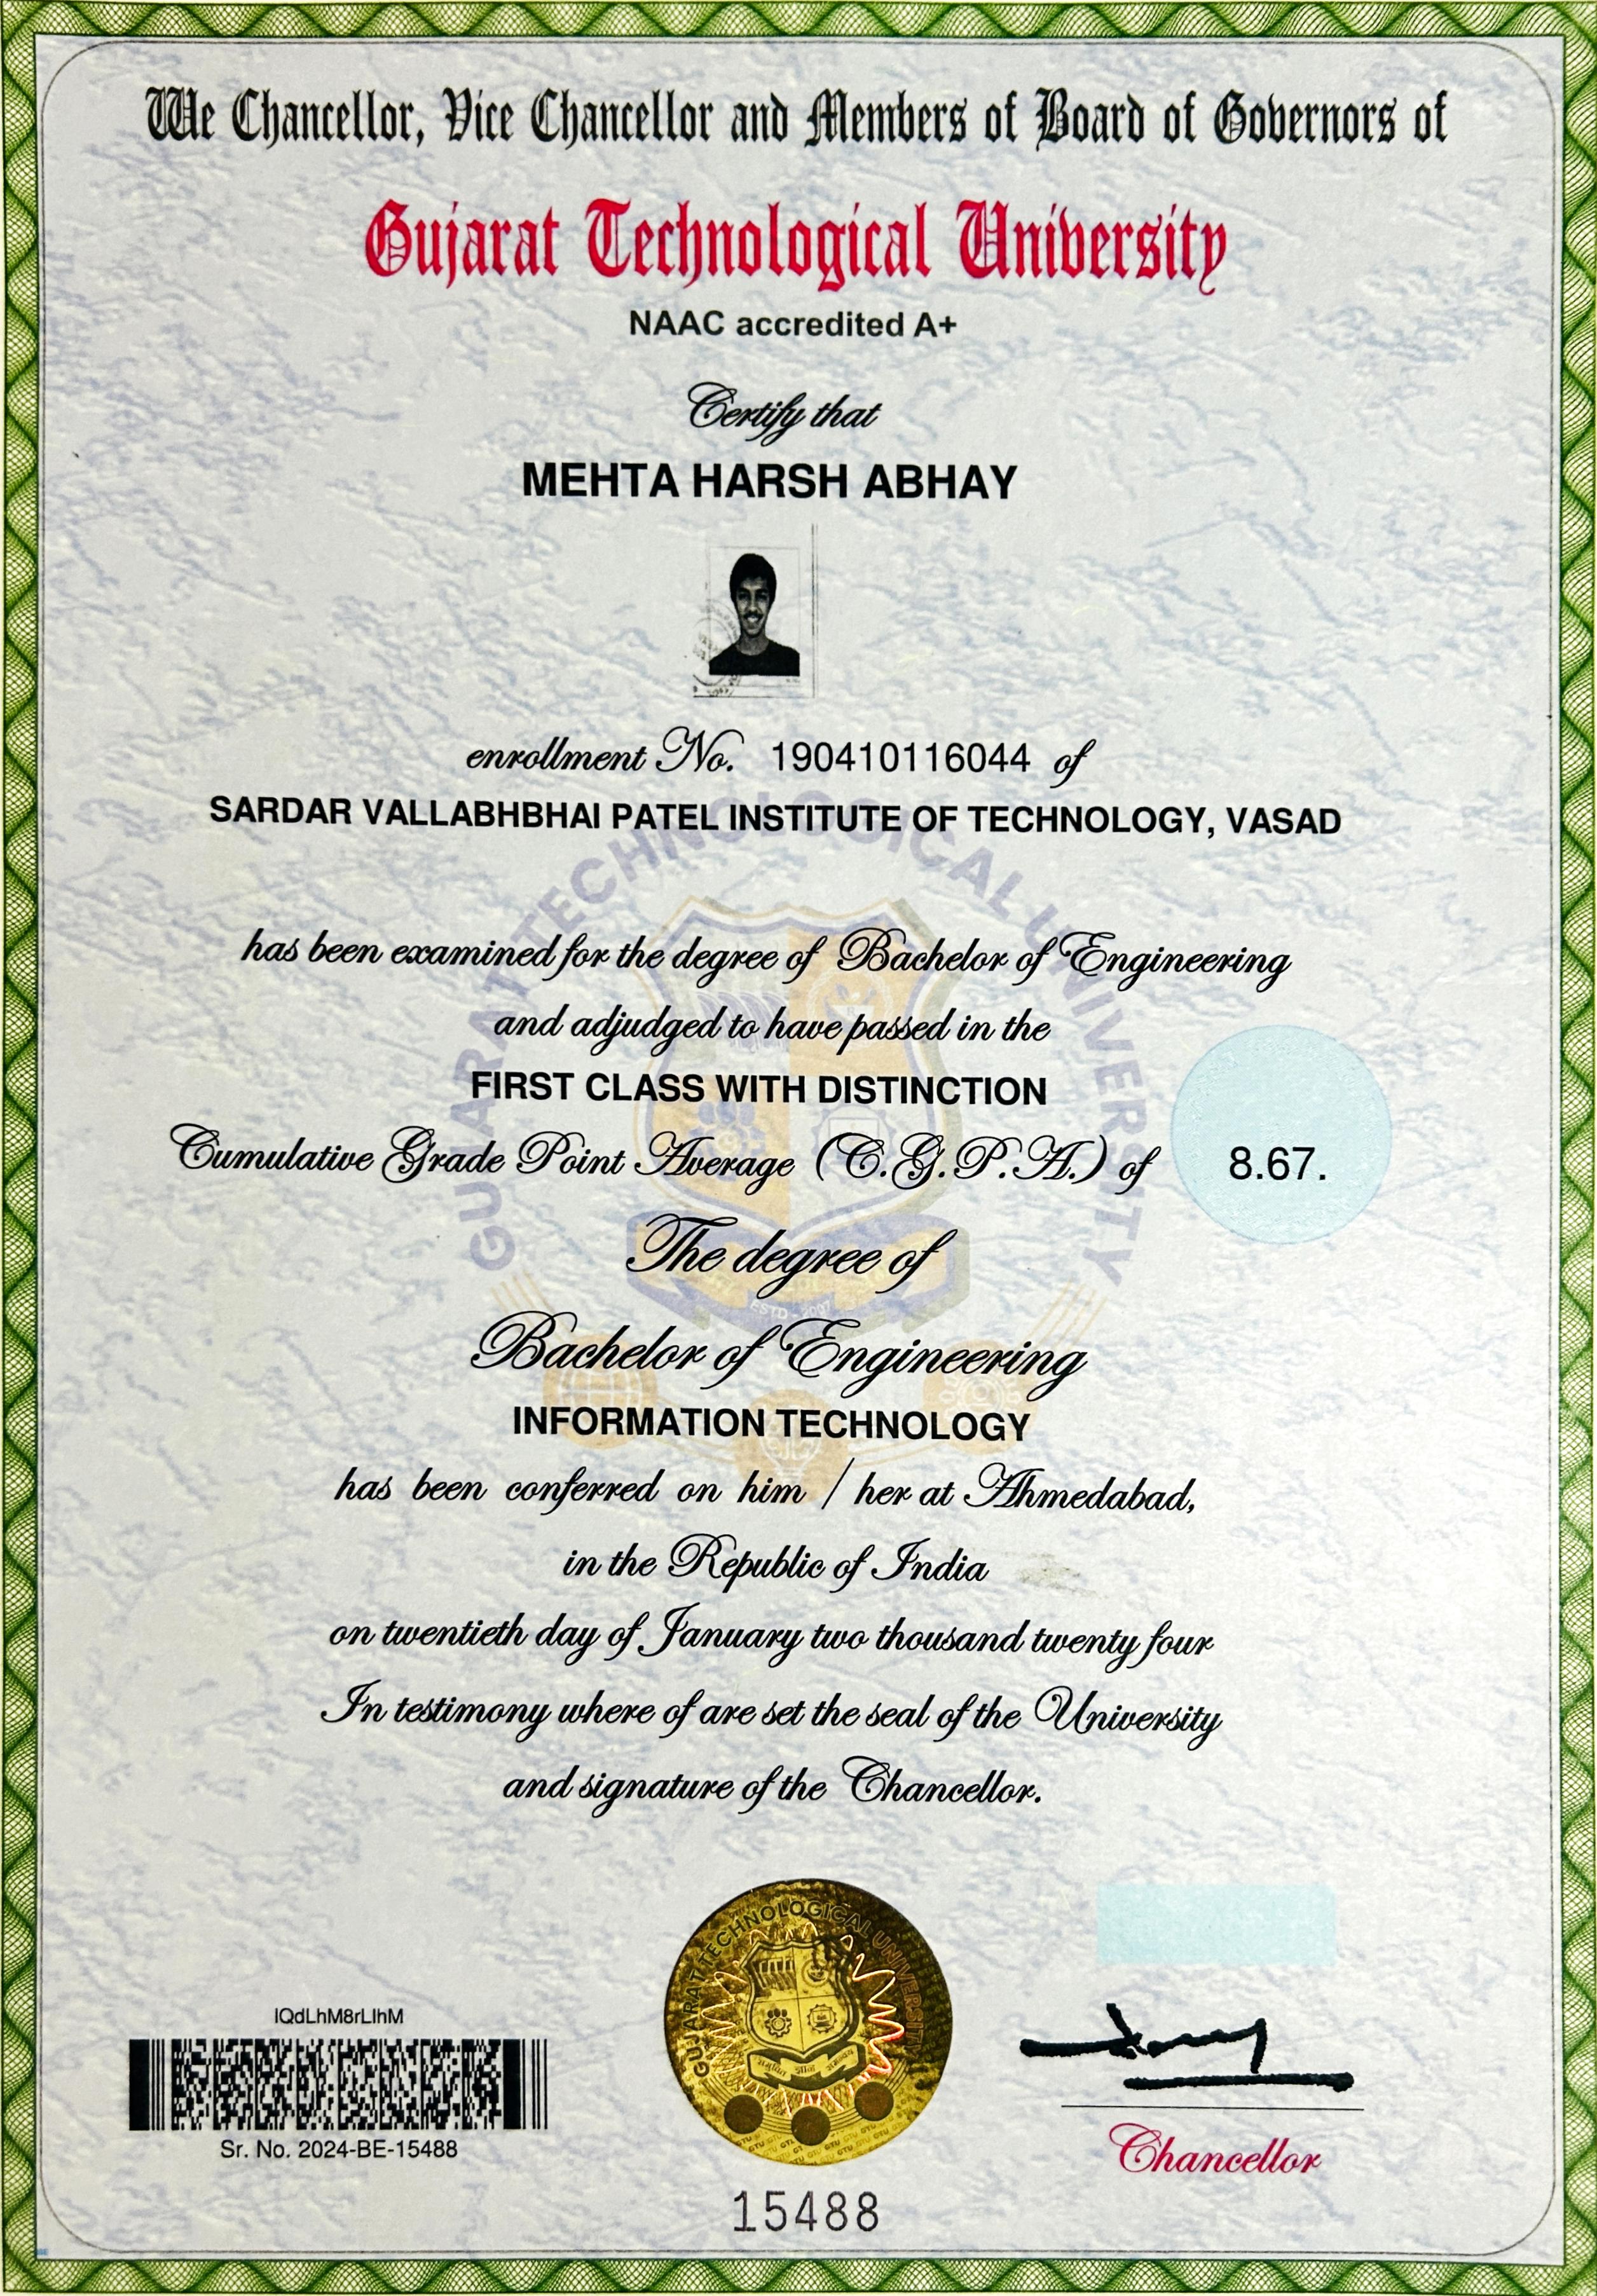 We Chancellor, Vice Chancellor and Members of Board of Governors of
Gujarat Technological University
NAAC accredited A+
Certify that
MEHTA HARSH ABHAY
enrollment No. 190410116044 of
SARDAR VALLABHBHAI PATEL INSTITUTE OF TECHNOLOGY, VASAD
GUJARAT TECHNOLOGICAL UNIVERSITY
has been examined for the degree of Bachelor of Engineering
and adjudged to have passed in the
FIRST CLASS WITH DISTINCTION
Cumulative Grade Point Average (C.G.P.A.) of 8.67.
The degree of
ESTD - 2007
Bachelor of Engineering
INFORMATION TECHNOLOGY
has been conferred on him / her at Ahmedabad,
in the Republic of India
on twentieth day of January two thousand twenty four
In testimony where of are set the seal of the University
and signature of the Chancellor.
GUJARAT TECHNOLOGICAL UNIVERSITY
IQdLhM8rLIhM
Sr. No. 2024-BE-15488
Chancellor
15488